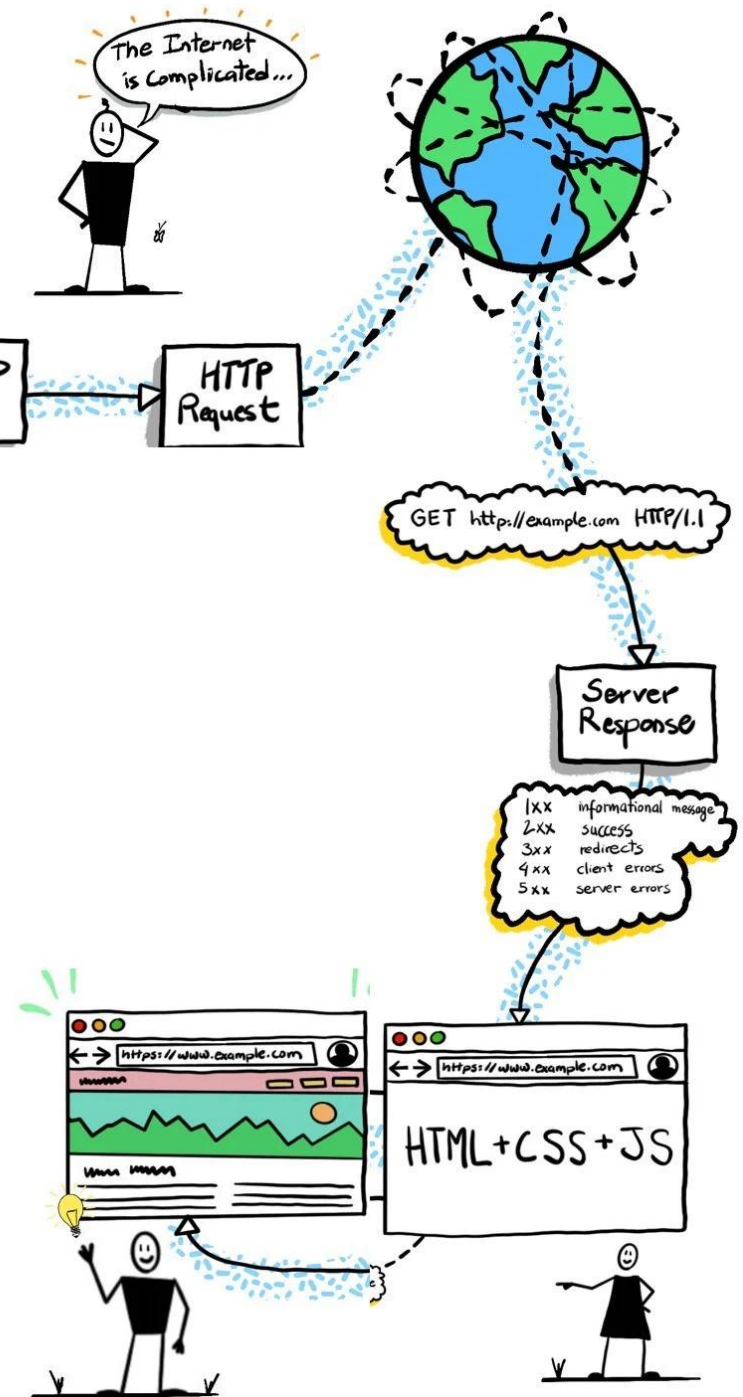 The Internet
is complicated...
HTTP
Request
GET http://example.com HTTP/1.1
Server
Response
1xx informational message
2xx success
3xx redirects
4xx client errors
5xx server errors
https://www.example.com
https://www.example.com
HTML+CSS+JS